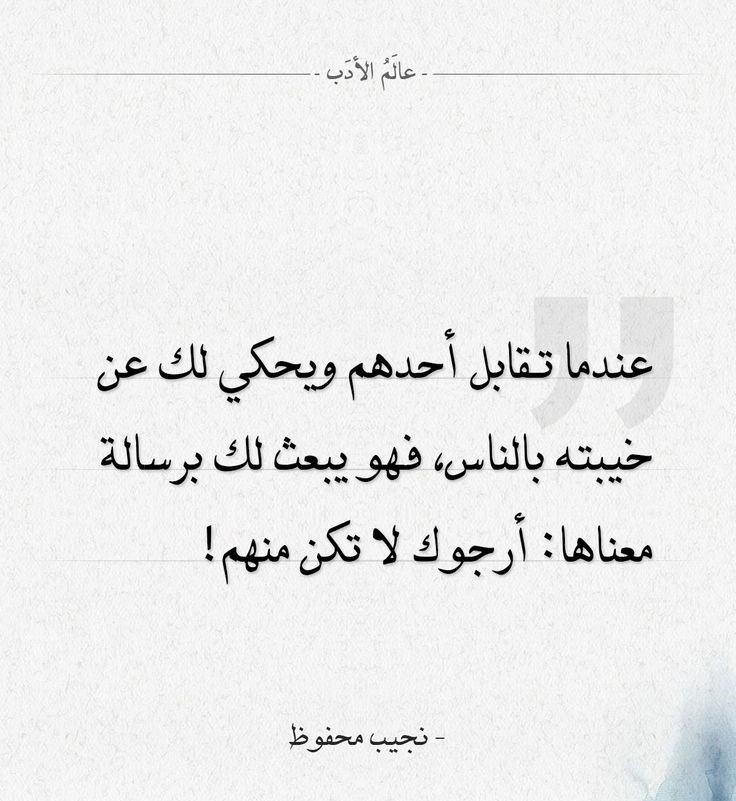 - عالَمُ الأدَب -
عندما تـقابل أحدهم ويحكي لك عن
خيبته بالناس، فهو يبعث لك برسالة
معناها: أرجوك لا تكن منهم!
- نجيب محفوظ